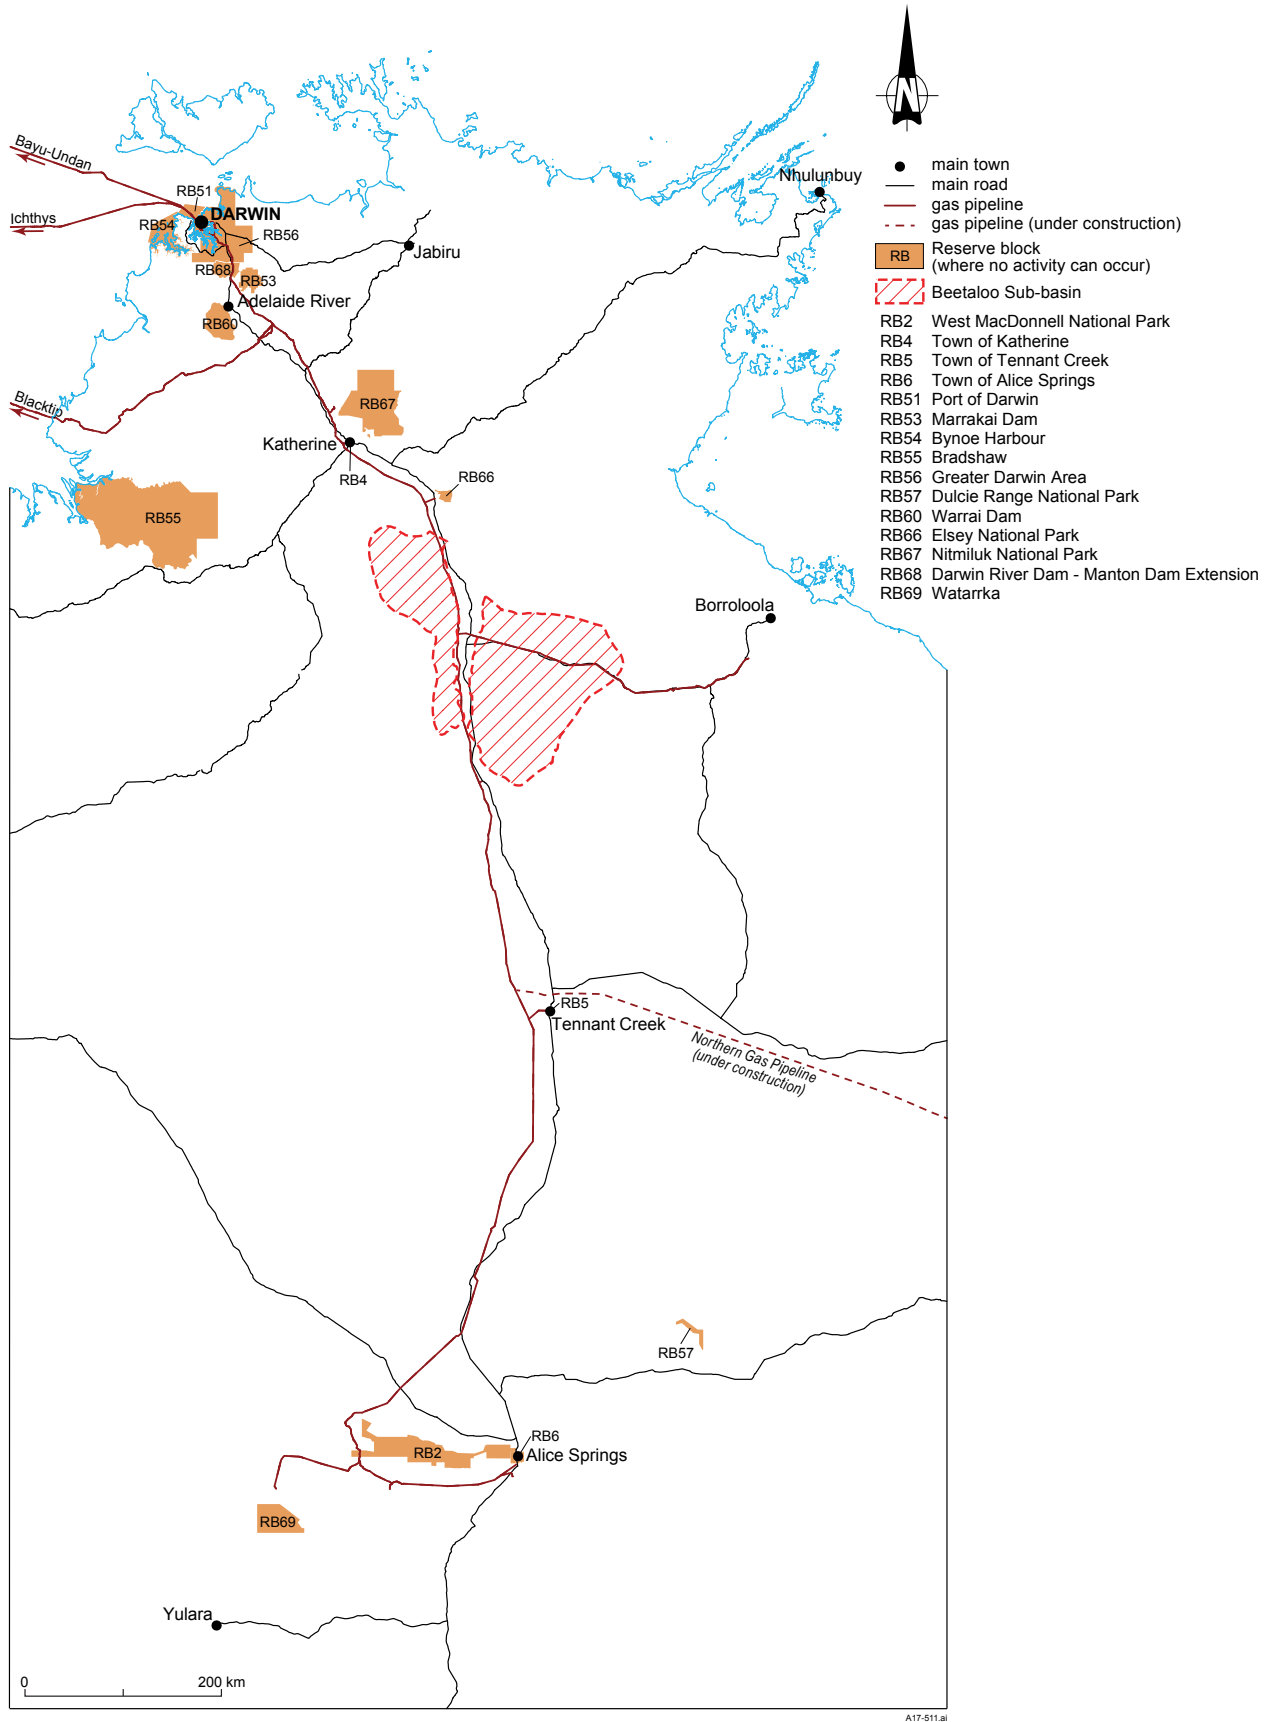 N
main town
main road
gas pipeline
gas pipeline (under construction)
RB
Reserve block
(where no activity can occur)
Beetaloo Sub-basin
RB2 West MacDonnell National Park
RB4 Town of Katherine
RB5 Town of Tennant Creek
RB6 Town of Alice Springs
RB51 Port of Darwin
RB53 Marrakai Dam
RB54 Bynoe Harbour
RB55 Bradshaw
RB56 Greater Darwin Area
RB57 Dulcie Range National Park
RB60 Warrai Dam
RB66 Elsey National Park
RB67 Nitmiluk National Park
RB68 Darwin River Dam - Manton Dam Extension
RB69 Watarrka
Bayu-Undan
Nhulunbuy
RB51
Ichthys
DARWIN
RB54
RB56
Jabiru
RB68
RB53
Adelaide River
RB60
Blacktip
RB67
Katherine
RB4
RB66
RB55
Borroloola
RB5
Tennant Creek
Northern Gas Pipeline
(under construction)
RB57
RB6
RB2
Alice Springs
RB69
Yulara
0
200 km
A17-511.ai